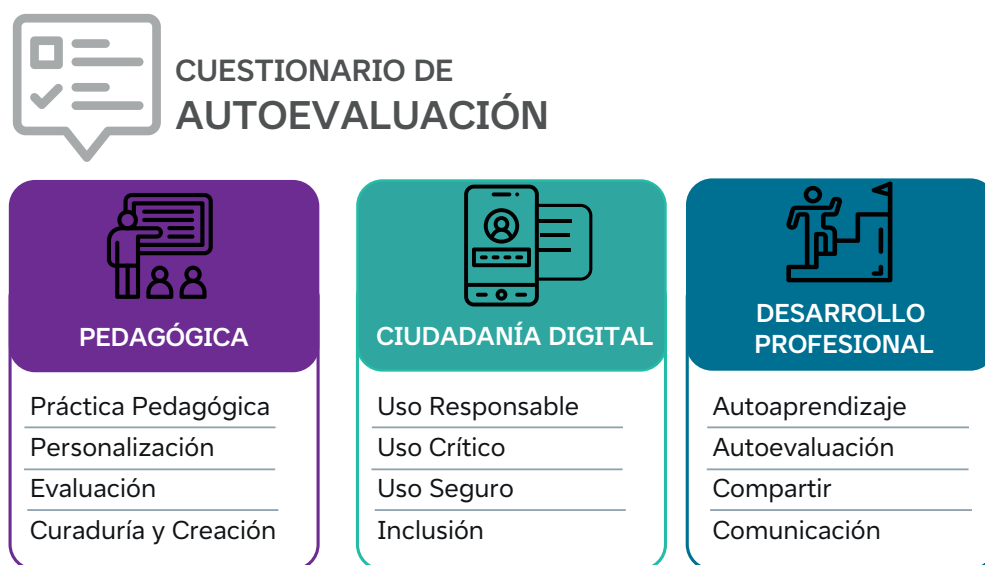 CUESTIONARIO DE
AUTOEVALUACIÓN
PEDAGÓGICA
Práctica Pedagógica
Personalización
Evaluación
Curaduría y Creación
CIUDADANÍA DIGITAL
Uso Responsable
Uso Crítico
Uso Seguro
Inclusión
DESARROLLO
PROFESIONAL
Autoaprendizaje
Autoevaluación
Compartir
Comunicación